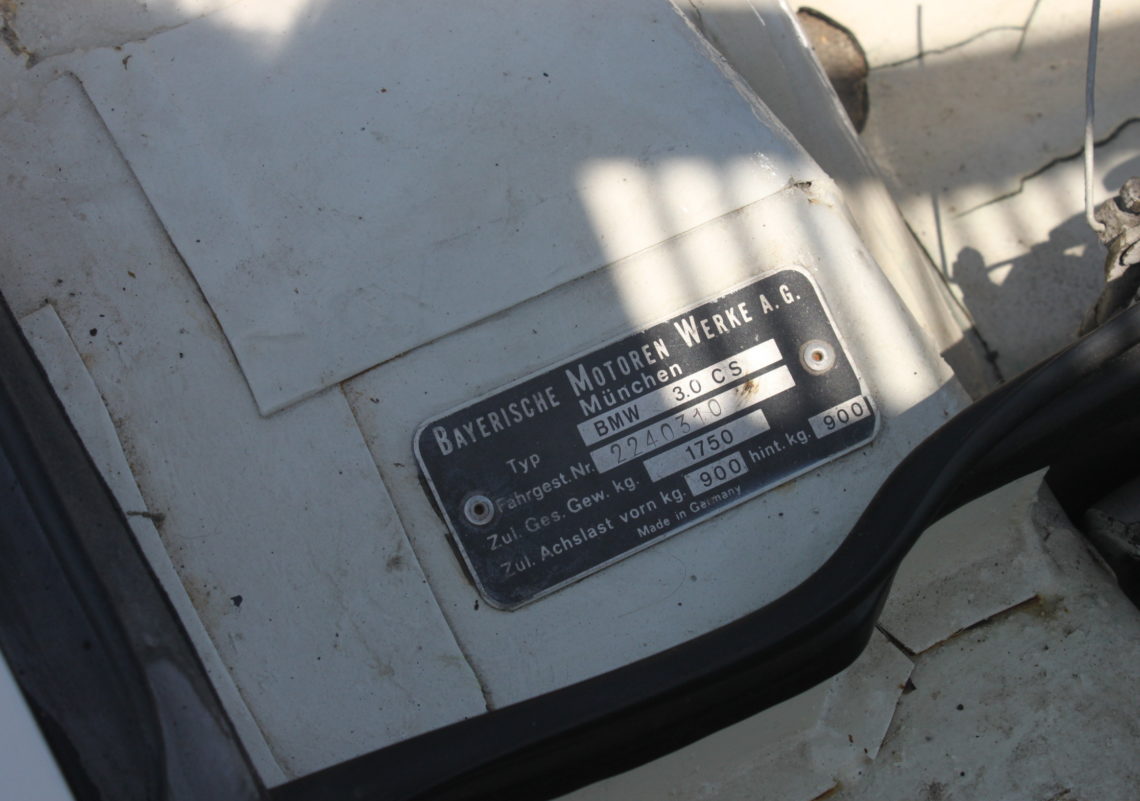 BAYERISCHE MOTOREN WERKE A.G.
München
Typ BMW 3.0 CS
Fahrgest.Nr. 2240310
Zul. Ges. Gew. kg. 1750
Zul. Achslast vorn kg. 900 hint. kg. 900
Made in Germany